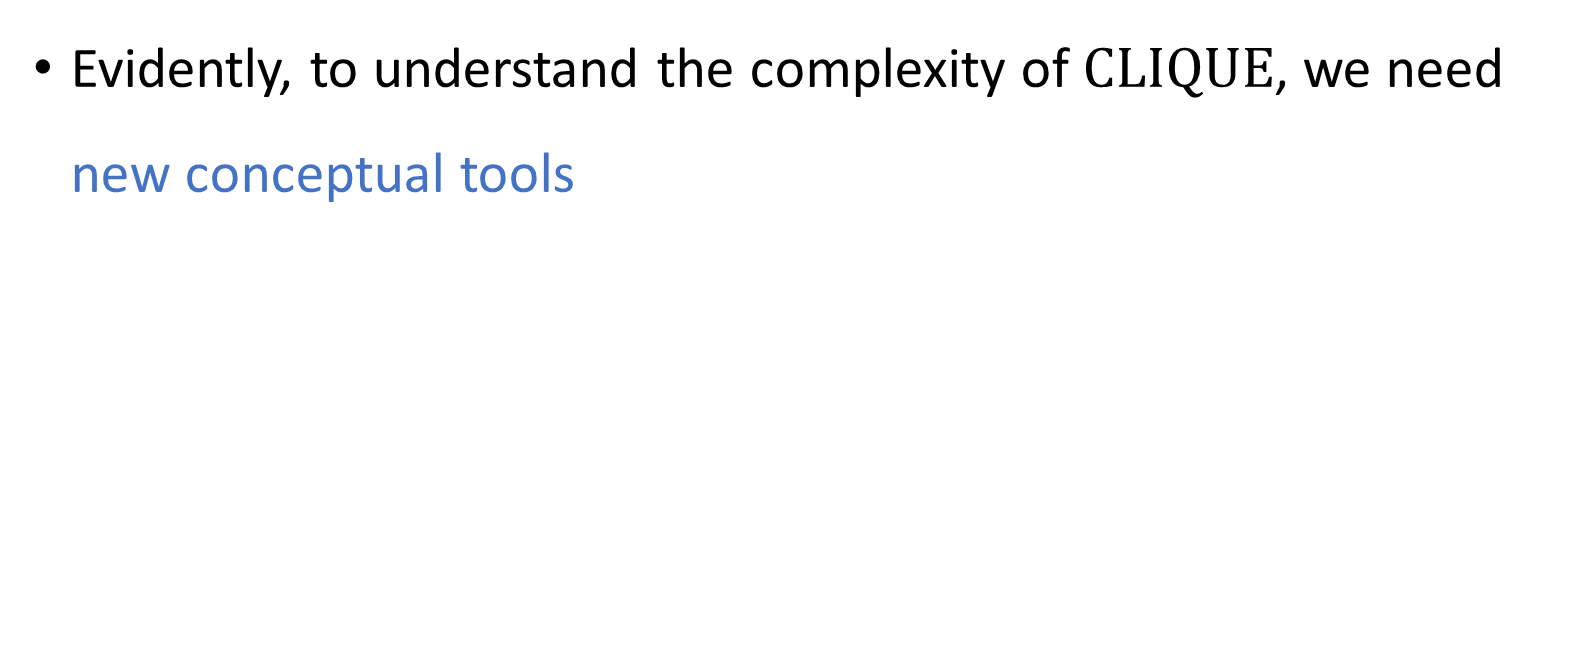 • Evidently, to understand the complexity of CLIQUE, we need
new conceptual tools